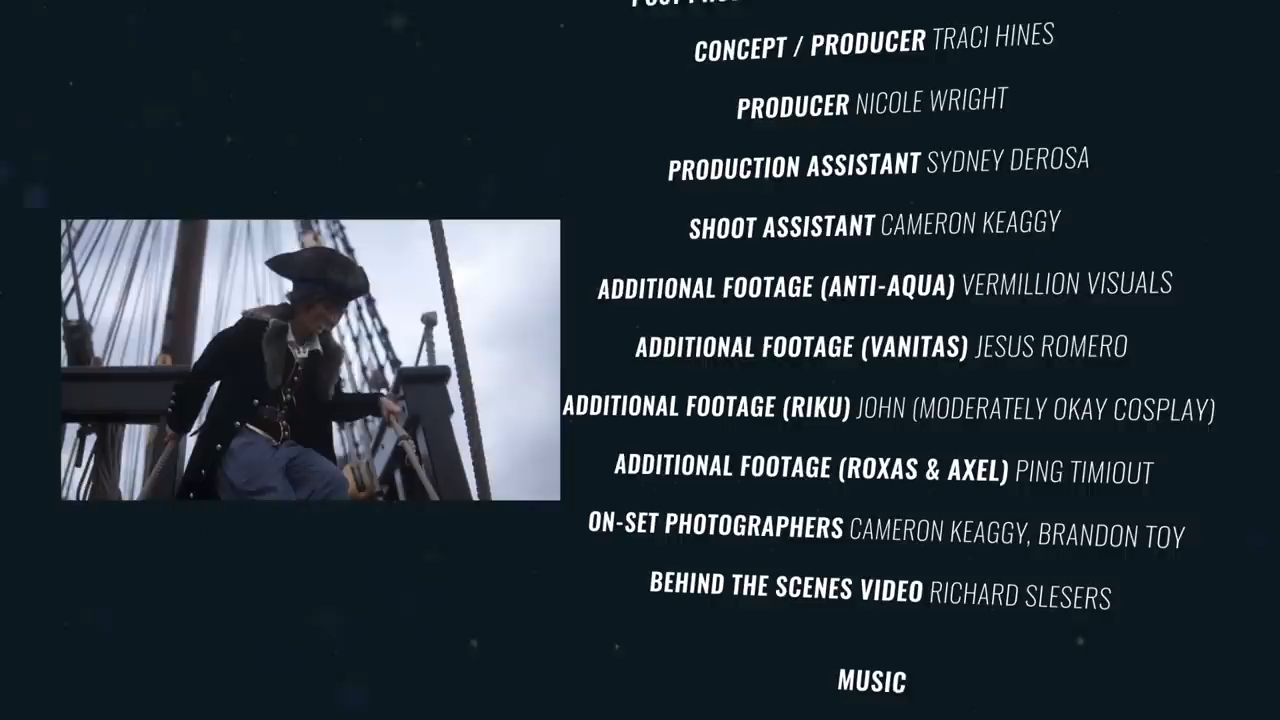 CONCEPT / PRODUCER TRACI HINES
PRODUCER NICOLE WRIGHT
PRODUCTION ASSISTANT SYDNEY DEROSA
SHOOT ASSISTANT CAMERON KEAGGY
ADDITIONAL FOOTAGE (ANTI-AQUA) VERMILLION VISUALS
ADDITIONAL FOOTAGE (VANITAS) JESUS ROMERO
ADDITIONAL FOOTAGE (RIKU) JOHN (MODERATELY OKAY COSPLAY)
ADDITIONAL FOOTAGE (ROXAS & AXEL) PING TIMIOUT
ON-SET PHOTOGRAPHERS CAMERON KEAGGY, BRANDON TOY
BEHIND THE SCENES VIDEO RICHARD SLESERS
MUSIC